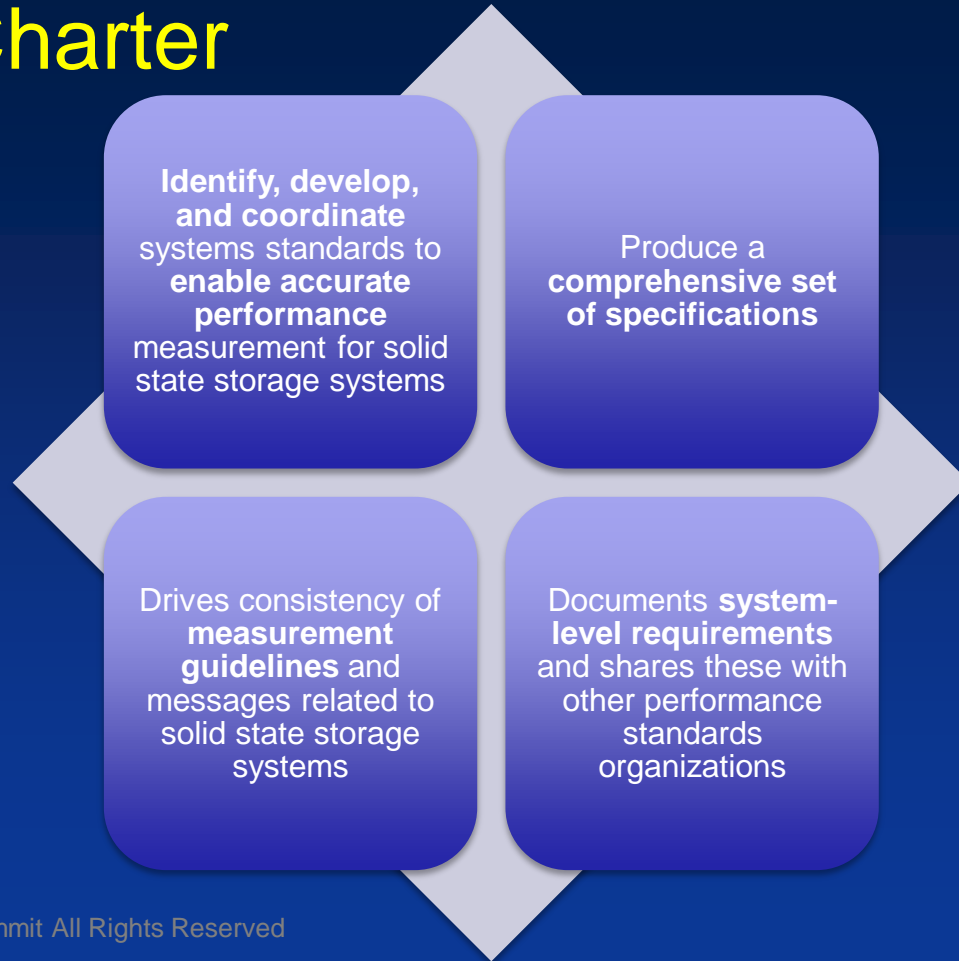 Charter
Identify, develop,
and coordinate
systems standards to
enable accurate
performance
measurement for solid
state storage systems
Produce a
comprehensive set
of specifications
Drives consistency of
measurement
guidelines and
messages related to
solid state storage
systems
Documents system-
level requirements
and shares these with
other performance
standards
organizations
All Rights Reserved